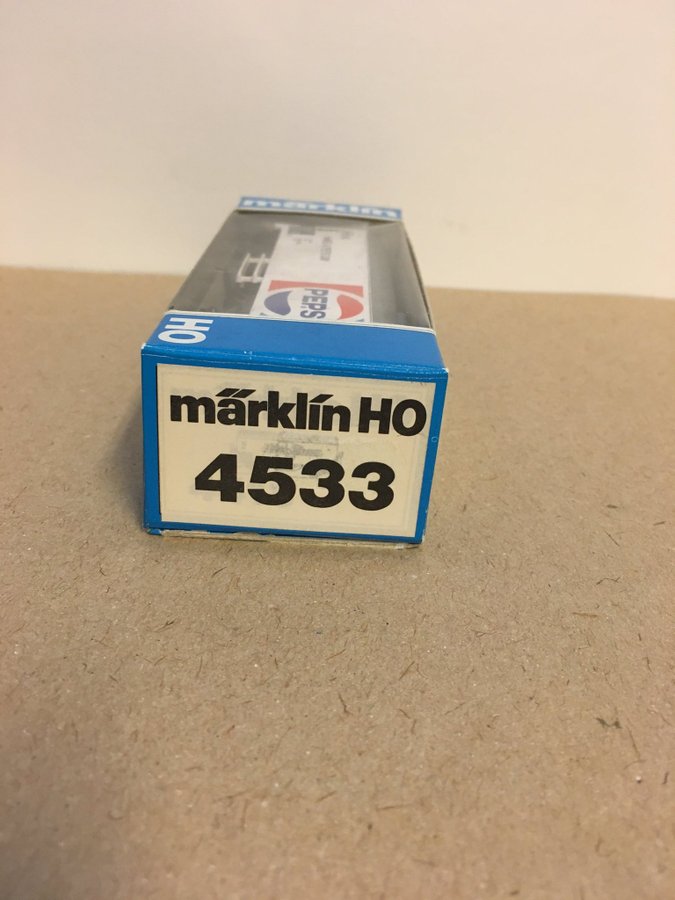 märklin
PEPSI
HO
märklin HO
4533